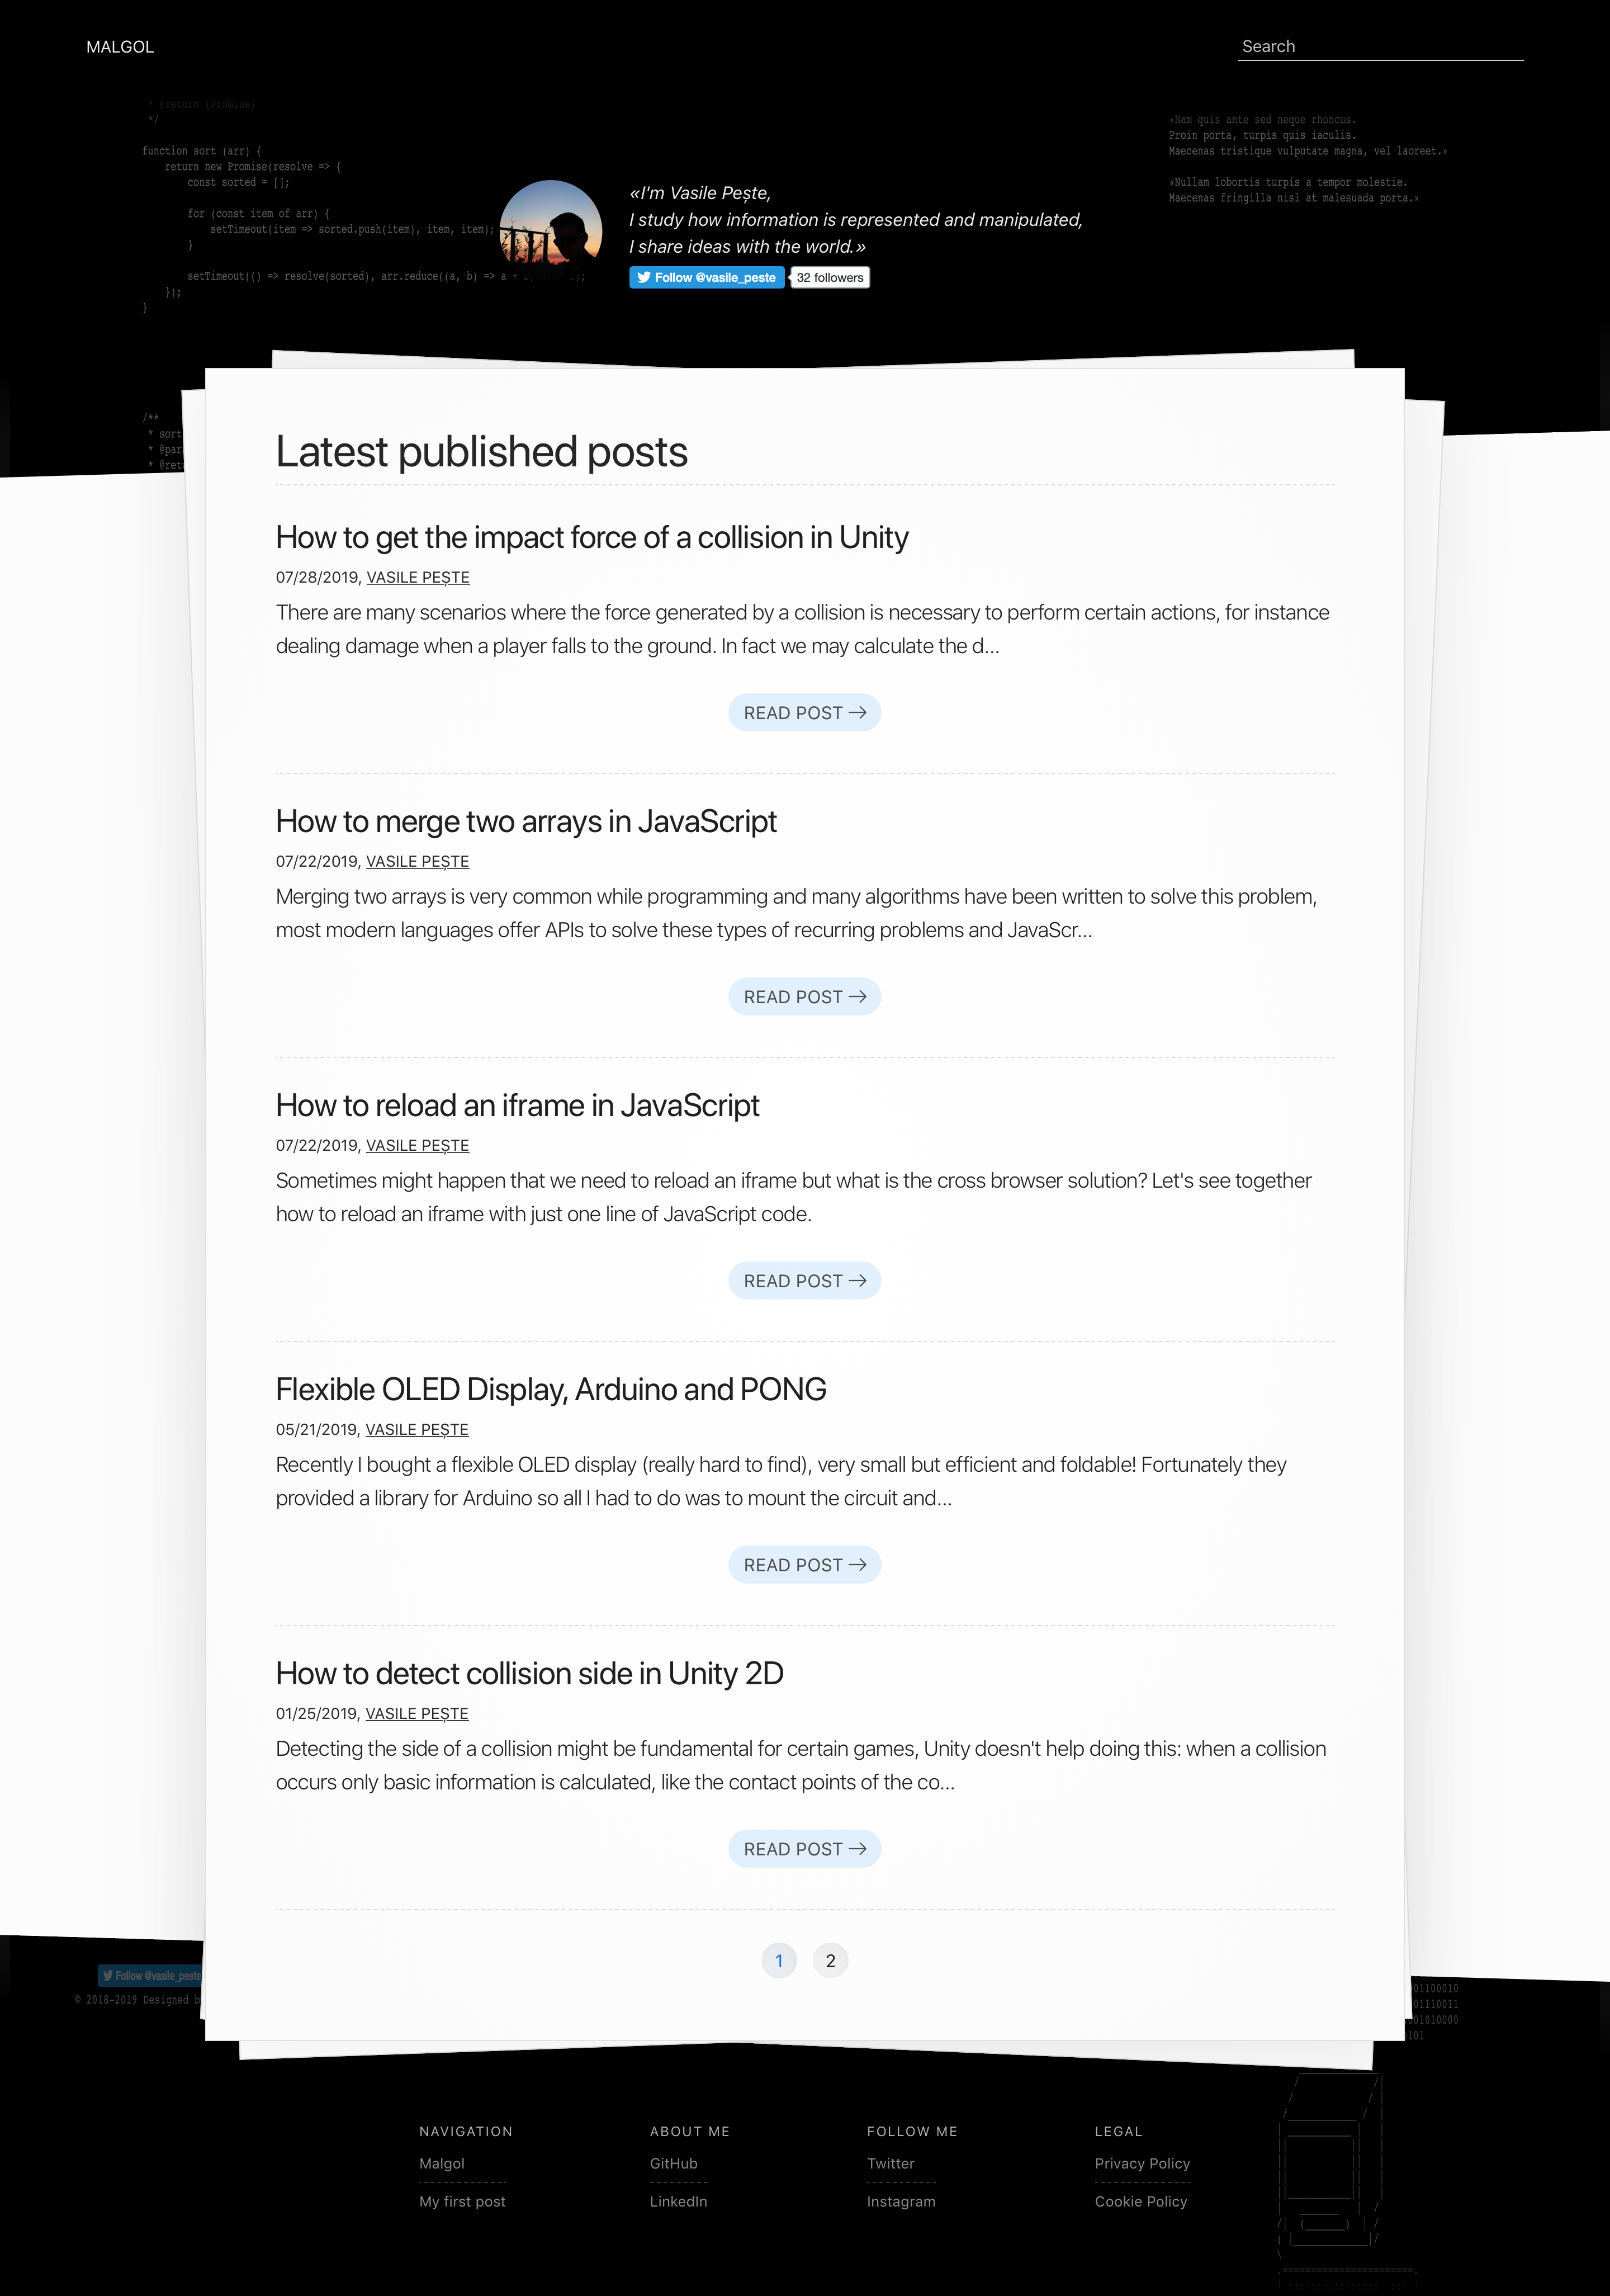 MALGOL
Search
* @return {Promise}
*/
function sort (arr) {
return new Promise(resolve => {
const sorted = [];
for (const item of arr) {
setTimeout(item => sorted.push(item), item, item);
}
setTimeout(() => resolve(sorted), arr.reduce((a, b) => a +
});
}
«Nam quis ante sed neque rhoncus.
Proin porta, turpis quis iaculis.
Maecenas tristique vulputate magna, vel laoreet.»
«Nullam lobortis turpis a tempor molestie.
Maecenas fringilla nisl at malesuada porta.»
«I'm Vasile Pește,
I study how information is represented and manipulated,
I share ideas with the world.»
Follow @vasile_peste
32 followers
/**
* sort
* @par
* @retu
Latest published posts
How to get the impact force of a collision in Unity
07/28/2019, VASILE PEȘTE
There are many scenarios where the force generated by a collision is necessary to perform certain actions, for instance
dealing damage when a player falls to the ground. In fact we may calculate the d...
READ POST →
How to merge two arrays in JavaScript
07/22/2019, VASILE PEȘTE
Merging two arrays is very common while programming and many algorithms have been written to solve this problem,
most modern languages offer APIs to solve these types of recurring problems and JavaScr...
READ POST →
How to reload an iframe in JavaScript
07/22/2019, VASILE PEȘTE
Sometimes might happen that we need to reload an iframe but what is the cross browser solution? Let's see together
how to reload an iframe with just one line of JavaScript code.
READ POST →
Flexible OLED Display, Arduino and PONG
05/21/2019, VASILE PEȘTE
Recently I bought a flexible OLED display (really hard to find), very small but efficient and foldable! Fortunately they
provided a library for Arduino so all I had to do was to mount the circuit and...
READ POST →
How to detect collision side in Unity 2D
01/25/2019, VASILE PEȘTE
Detecting the side of a collision might be fundamental for certain games, Unity doesn't help doing this: when a collision
occurs only basic information is calculated, like the contact points of the co...
READ POST →
1 2
Follow @vasile_peste
© 2018-2019 Designed b
01100010
01110011
001010000
101
NAVIGATION
Malgol
My first post
ABOUT ME
GitHub
LinkedIn
FOLLOW ME
Twitter
Instagram
LEGAL
Privacy Policy
Cookie Policy